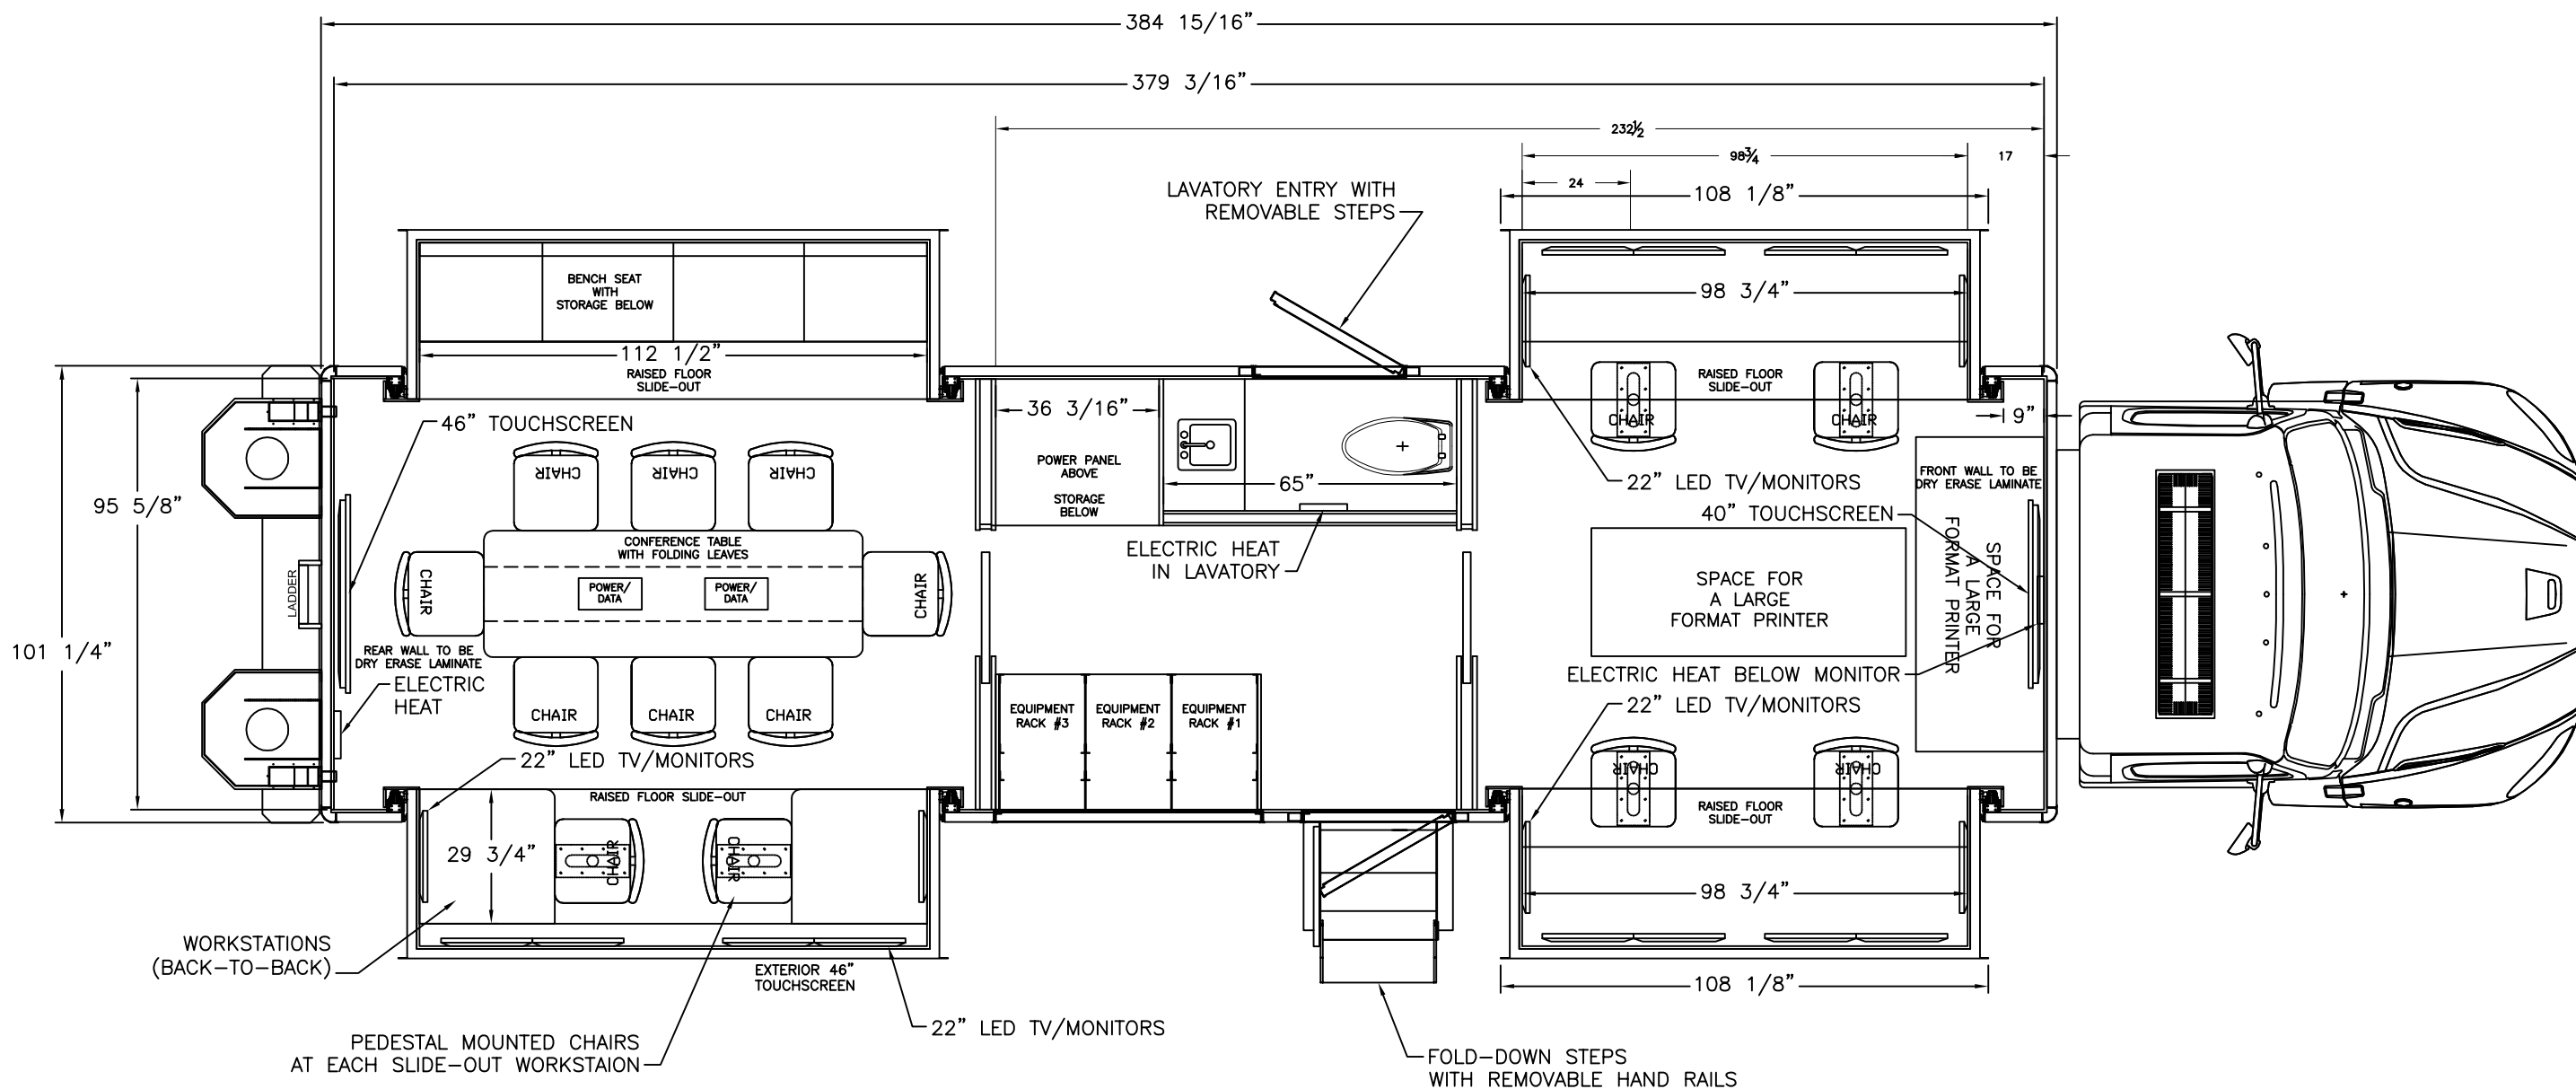 384 15/16"
379 3/16"
232½
98¾
17
24
108 1/8"
LAVATORY ENTRY WITH
REMOVABLE STEPS
BENCH SEAT
WITH
STORAGE BELOW
112 1/2"
RAISED FLOOR
SLIDE-OUT
98 3/4"
RAISED FLOOR
SLIDE-OUT
CHAIR
CHAIR
9"
46" TOUCHSCREEN
36 3/16"
POWER PANEL
ABOVE
STORAGE
BELOW
65"
22" LED TV/MONITORS
40" TOUCHSCREEN
FRONT WALL TO BE
DRY ERASE LAMINATE
95 5/8"
101 1/4"
CHAIR
CHAIR
CHAIR
CONFERENCE TABLE
WITH FOLDING LEAVES
POWER/
DATA
POWER/
DATA
CHAIR
CHAIR
LADDER
ELECTRIC HEAT
IN LAVATORY
SPACE FOR
A LARGE
FORMAT PRINTER
SPACE FOR
A LARGE
FORMAT PRINTER
REAR WALL TO BE
DRY ERASE LAMINATE
ELECTRIC
HEAT
ELECTRIC HEAT BELOW MONITOR
22" LED TV/MONITORS
CHAIR
CHAIR
CHAIR
EQUIPMENT
RACK #3
EQUIPMENT
RACK #2
EQUIPMENT
RACK #1
22" LED TV/MONITORS
RAISED FLOOR SLIDE-OUT
CHAIR
CHAIR
RAISED FLOOR
SLIDE-OUT
29 3/4"
CHAIR
CHAIR
98 3/4"
WORKSTATIONS
(BACK-TO-BACK)
EXTERIOR 46"
TOUCHSCREEN
108 1/8"
22" LED TV/MONITORS
PEDESTAL MOUNTED CHAIRS
AT EACH SLIDE-OUT WORKSTAION
FOLD-DOWN STEPS
WITH REMOVABLE HAND RAILS